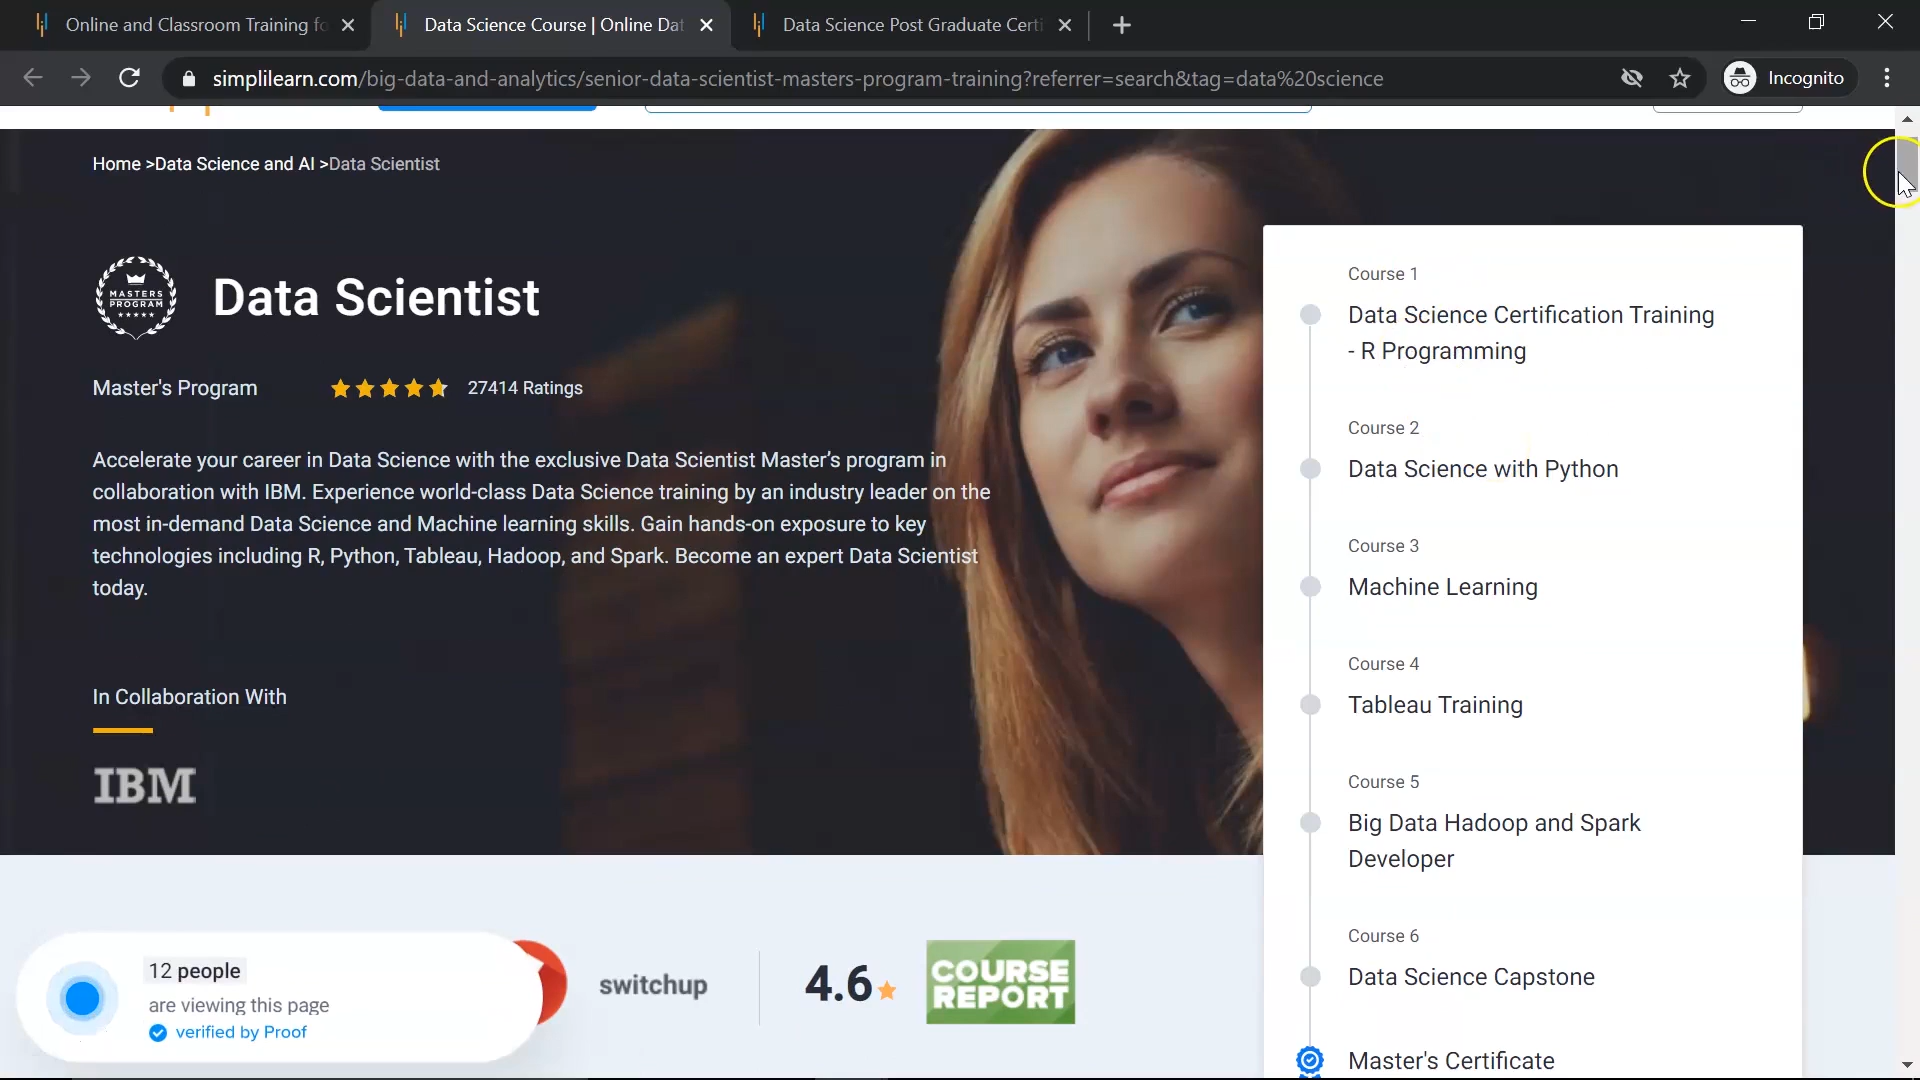 Online and Classroom Training fo
Data Science Course | Online Dat
Data Science Post Graduate Certi
simplilearn.com/big-data-and-analytics/senior-data-scientist-masters-program-training?referrer=search&tag=data%20science
Incognito
Home >Data Science and AI >Data Scientist
MASTERS
PROGRAM
Data Scientist
Master's Program
27414 Ratings
Accelerate your career in Data Science with the exclusive Data Scientist Master’s program in
collaboration with IBM. Experience world-class Data Science training by an industry leader on the
most in-demand Data Science and Machine learning skills. Gain hands-on exposure to key
technologies including R, Python, Tableau, Hadoop, and Spark. Become an expert Data Scientist
today.
In Collaboration With
IBM
Course 1
Data Science Certification Training
- R Programming
Course 2
Data Science with Python
Course 3
Machine Learning
Course 4
Tableau Training
Course 5
Big Data Hadoop and Spark
Developer
Course 6
Data Science Capstone
Master's Certificate
12 people
are viewing this page
verified by Proof
switchup
4.6
COURSE
REPORT